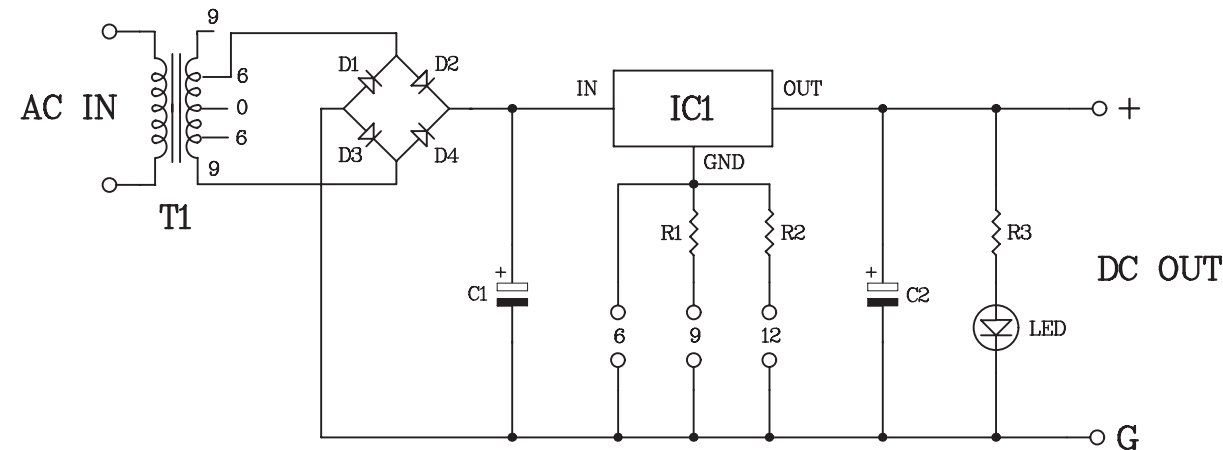 AC IN
9
6
0
6
9
T1
D1
D2
D3
D4
+
C1
IN
IC1
OUT
GND
R1
R2
6
9
12
+
C2
R3
LED
+
DC OUT
G